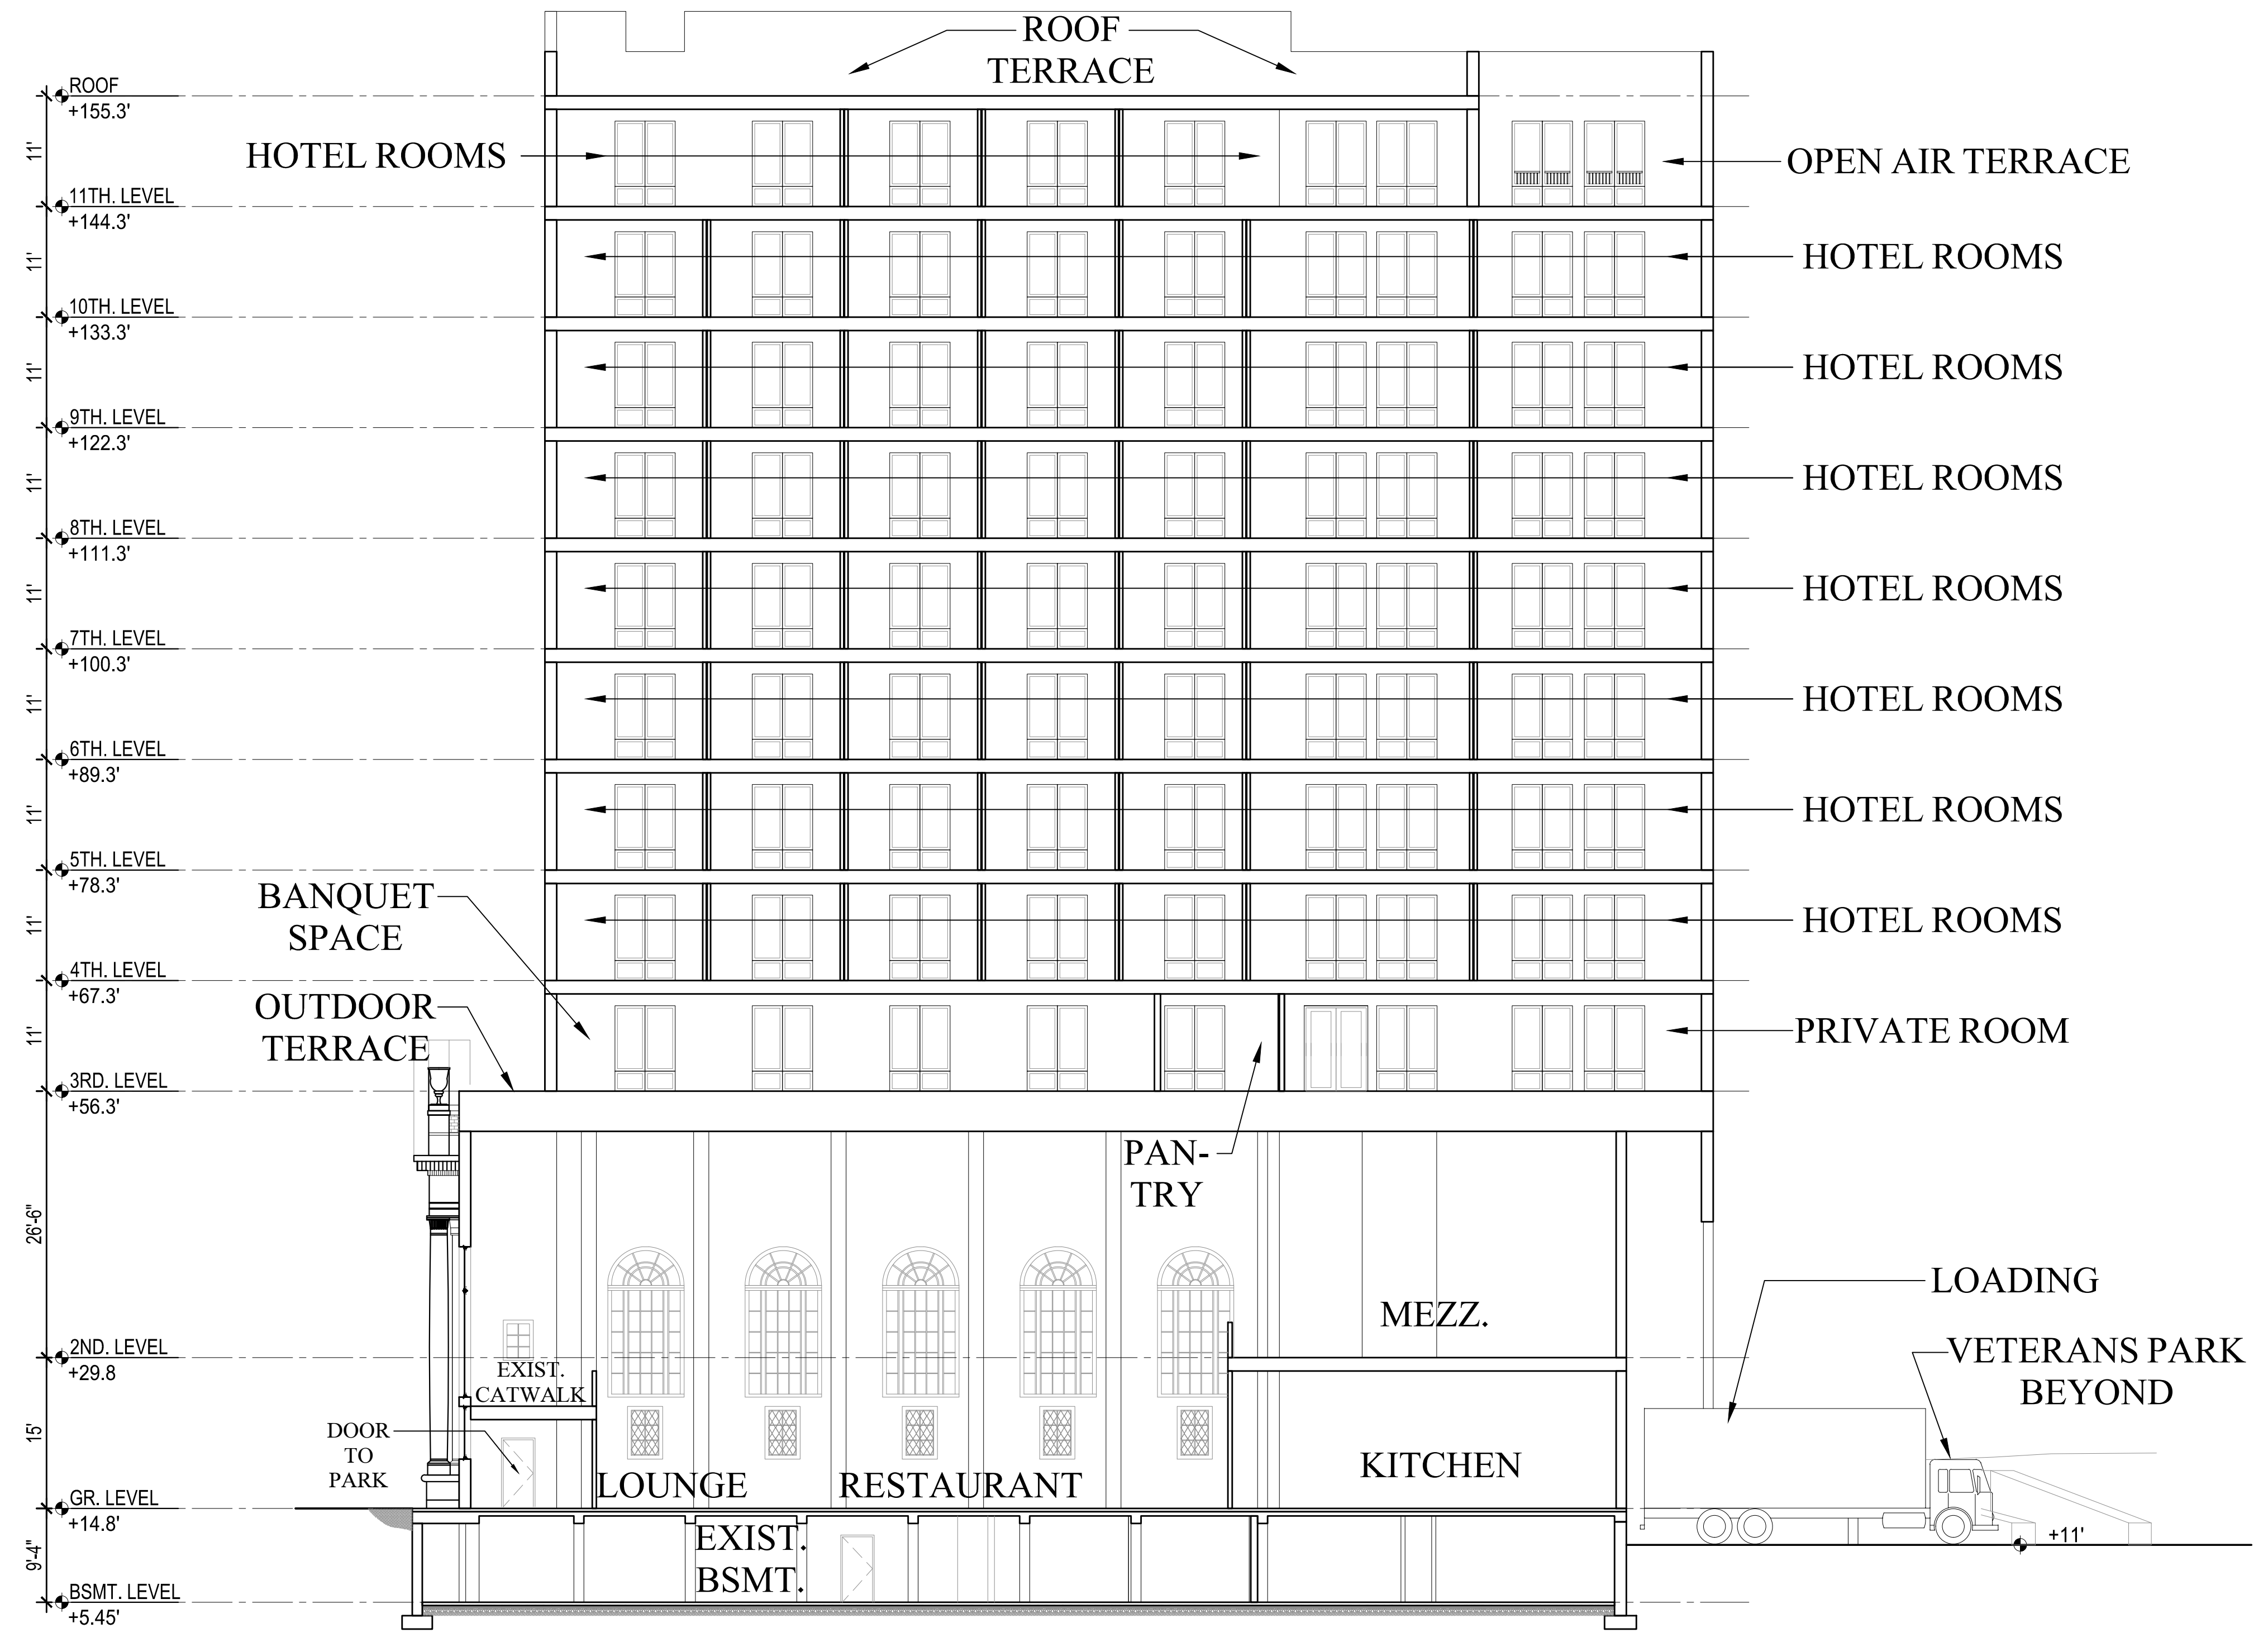 ROOF
TERRACE
ROOF
+155.3'
11'
HOTEL ROOMS
OPEN AIR TERRACE
11TH. LEVEL
+144.3'
11'
HOTEL ROOMS
10TH. LEVEL
+133.3'
11'
HOTEL ROOMS
9TH. LEVEL
+122.3'
11'
HOTEL ROOMS
8TH. LEVEL
+111.3'
11'
HOTEL ROOMS
7TH. LEVEL
+100.3'
11'
HOTEL ROOMS
6TH. LEVEL
+89.3'
11'
HOTEL ROOMS
5TH. LEVEL
+78.3'
11'
BANQUET
SPACE
HOTEL ROOMS
4TH. LEVEL
+67.3'
11'
OUTDOOR
TERRACE
PRIVATE ROOM
3RD. LEVEL
+56.3'
PAN-
TRY
26'-6"
LOADING
MEZZ.
2ND. LEVEL
+29.8
VETERANS PARK
BEYOND
EXIST.
CATWALK
15'
DOOR
TO
PARK
LOUNGE
RESTAURANT
KITCHEN
GR. LEVEL
+14.8'
9'-4"
EXIST.
BSMT.
+11'
BSMT. LEVEL
+5.45'